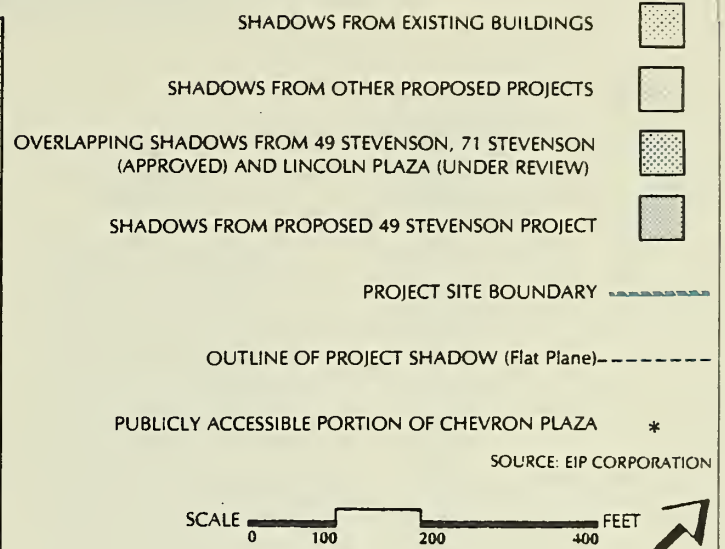 SHADOWS FROM EXISTING BUILDINGS
SHADOWS FROM OTHER PROPOSED PROJECTS
OVERLAPPING SHADOWS FROM 49 STEVENSON, 71 STEVENSON
(APPROVED) AND LINCOLN PLAZA (UNDER REVIEW)
SHADOWS FROM PROPOSED 49 STEVENSON PROJECT
PROJECT SITE BOUNDARY
OUTLINE OF PROJECT SHADOW (Flat Plane)
PUBLICLY ACCESSIBLE PORTION OF CHEVRON PLAZA *
SOURCE: EIP CORPORATION
SCALE FEET
0 100 200 400